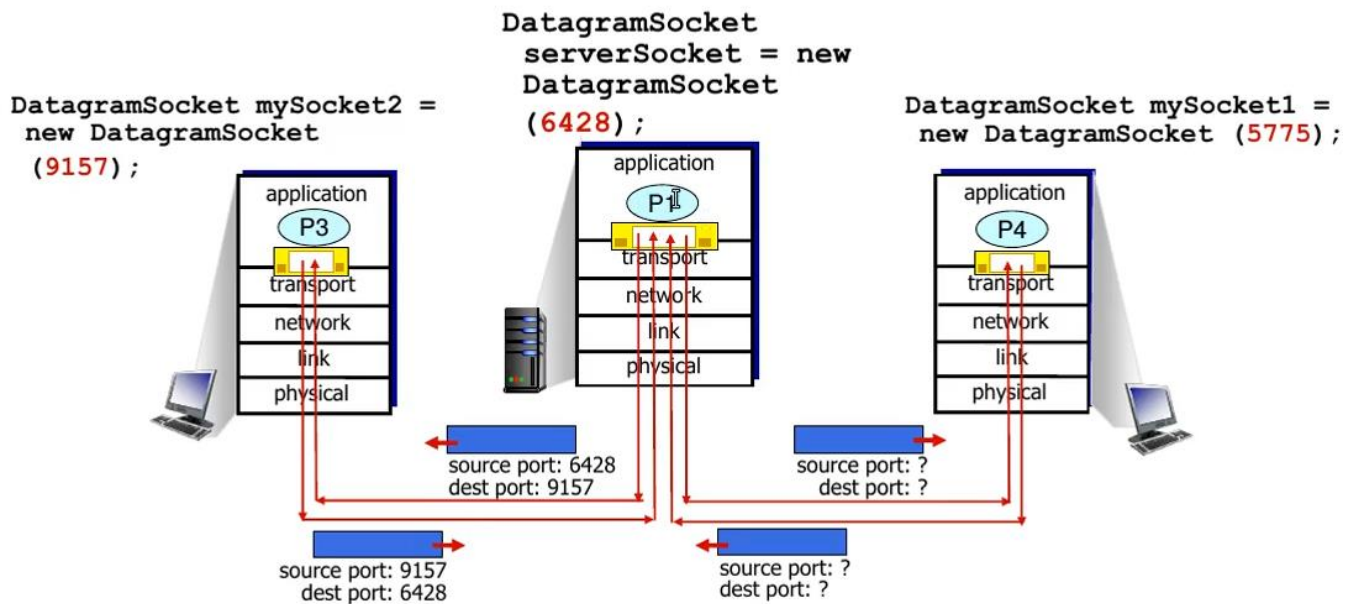 DatagramSocket
serverSocket = new
DatagramSocket
(6428);
DatagramSocket mySocket2 =
new DatagramSocket
(9157);
DatagramSocket mySocket1 =
new DatagramSocket (5775);
application
P3
transport
network
link
physical
application
P1
transport
network
link
physical
application
P4
transport
network
link
physical
source port: 6428
dest port: 9157
source port: ?
dest port: ?
source port: 9157
dest port: 6428
source port: ?
dest port: ?